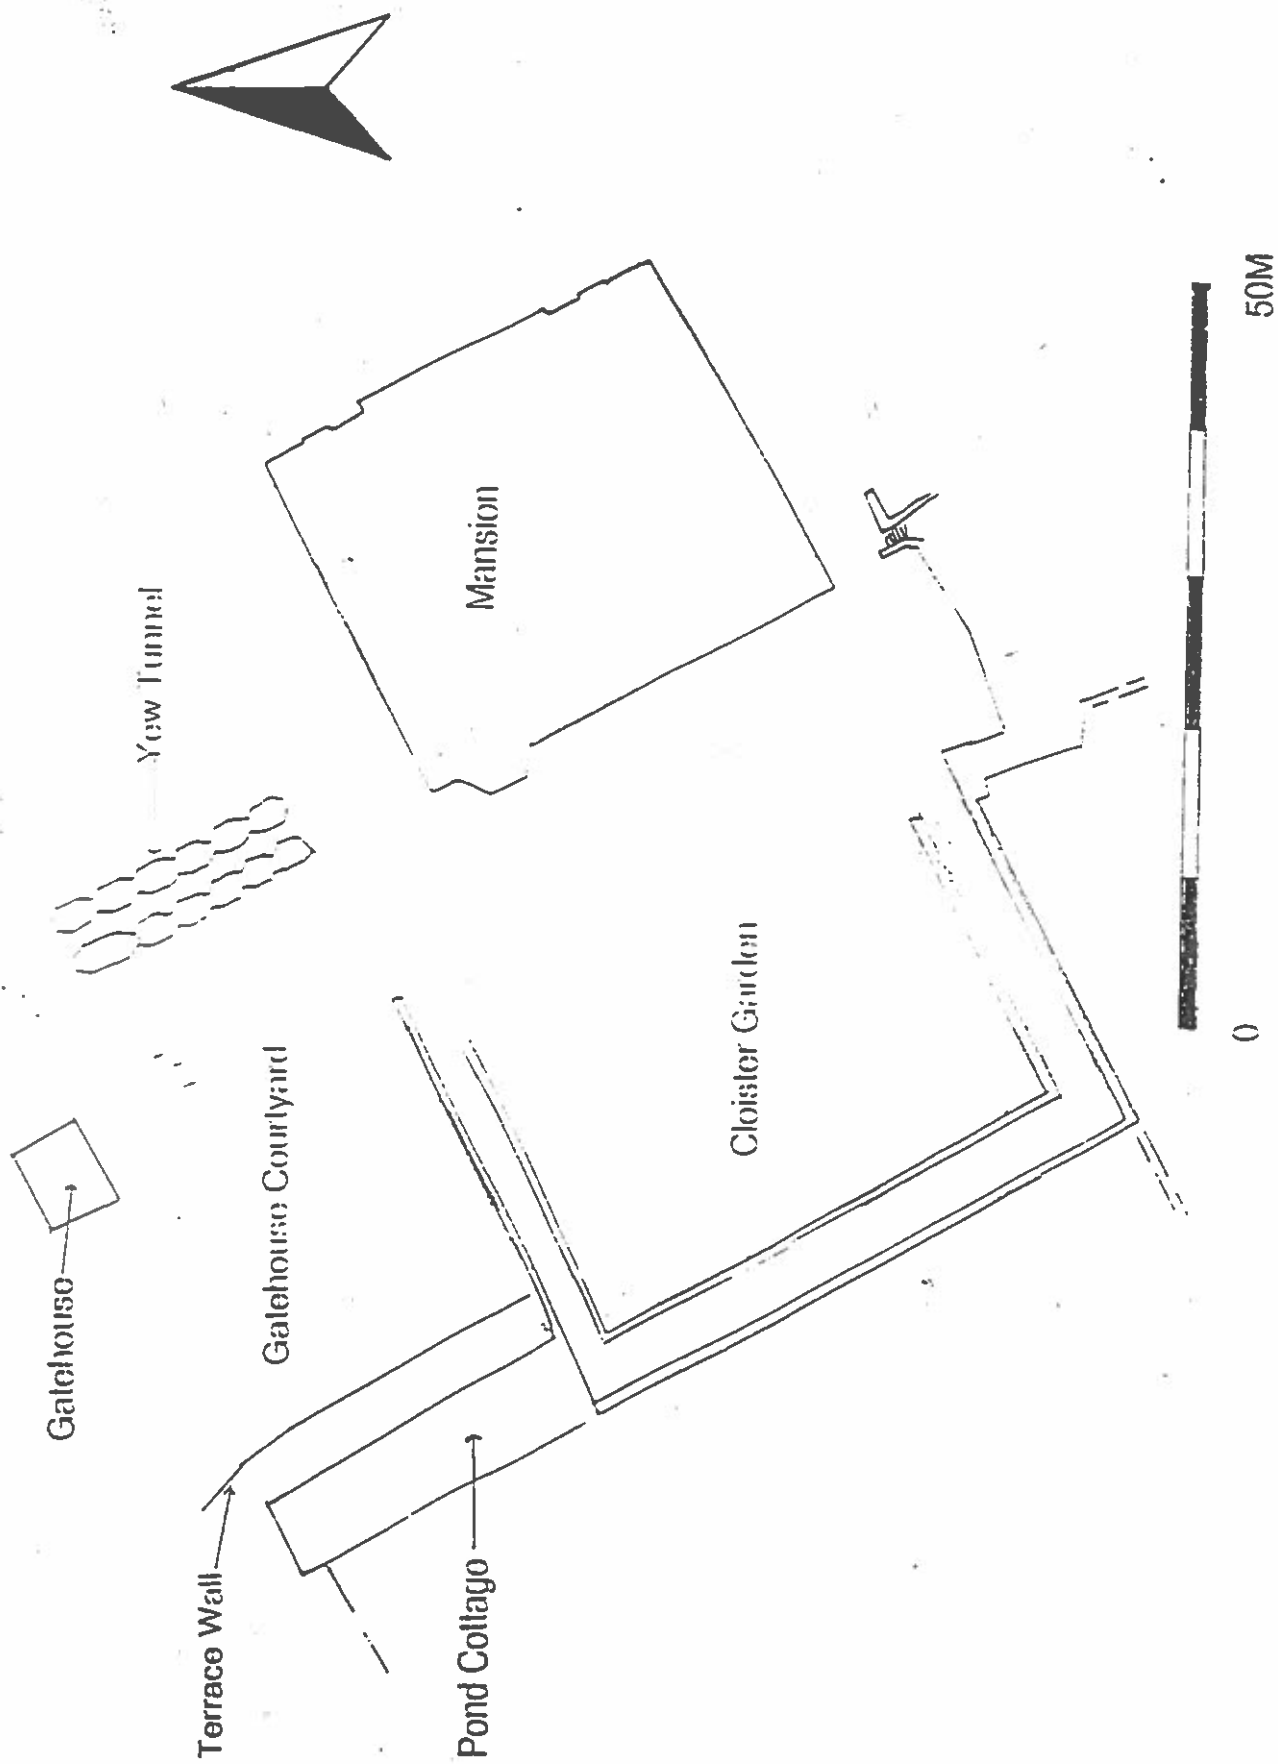 Gatehouse
Yew Tunnel
Terrace Wall
Gatehouse Courtyard
Mansion
Pond Cottage
Cloister Garden
0
50M